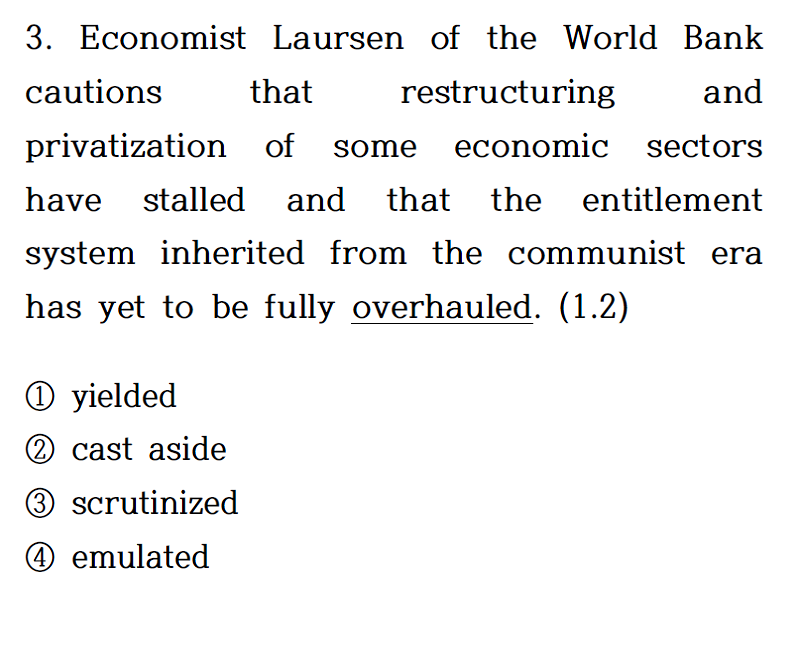 3. Economist Laursen of the World Bank
cautions that restructuring and
privatization of some economic sectors
have stalled and that the entitlement
system inherited from the communist era
has yet to be fully overhauled. (1.2)
① yielded
② cast aside
③ scrutinized
④ emulated